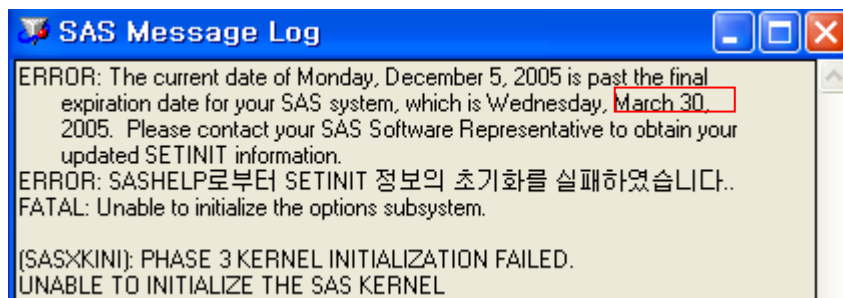 SAS Message Log
ERROR: The current date of Monday, December 5, 2005 is past the final
expiration date for your SAS system, which is Wednesday, March 30,
2005. Please contact your SAS Software Representative to obtain your
updated SETINIT information.
ERROR: SASHELP로부터 SETINIT 정보의 초기화를 실패하였습니다..
FATAL: Unable to initialize the options subsystem.
(SASXKINI): PHASE 3 KERNEL INITIALIZATION FAILED.
UNABLE TO INITIALIZE THE SAS KERNEL